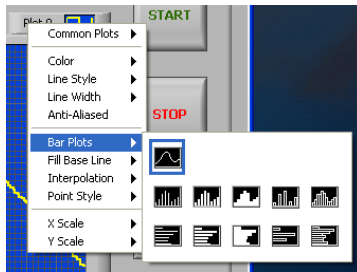 Plot 0
START
Common Plots
Color
Line Style
Line Width
Anti-Aliased
STOP
Bar Plots
Fill Base Line
Interpolation
Point Style
X Scale
Y Scale